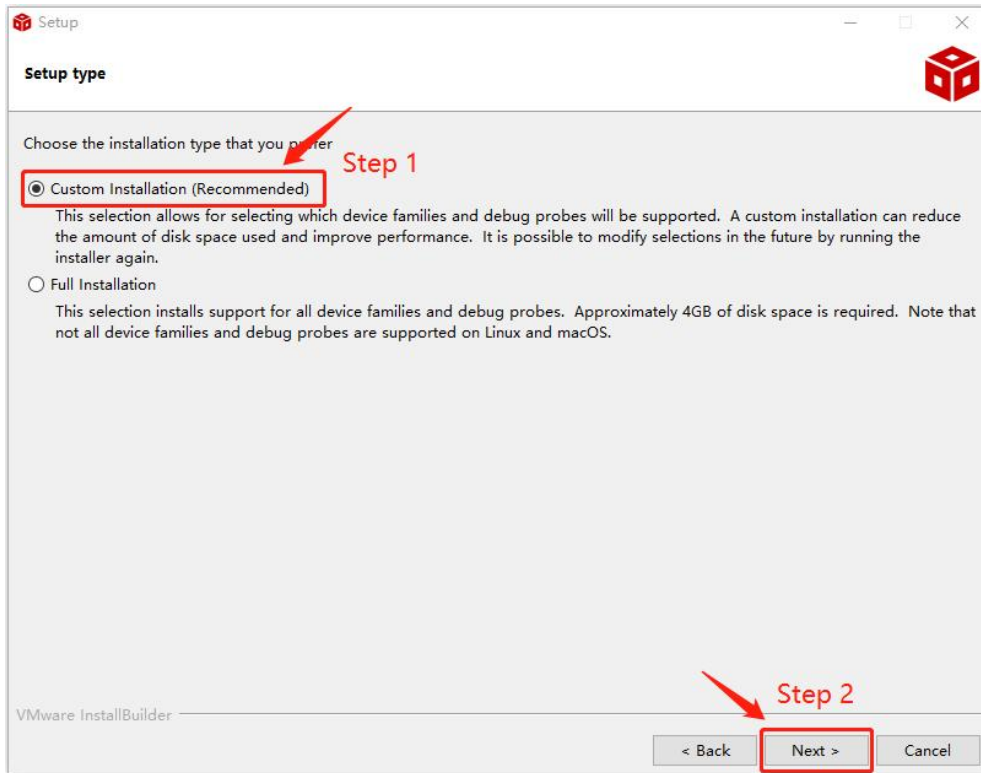 Setup
Setup type
Choose the installation type that you prefer
Step 1
Custom Installation (Recommended)
This selection allows for selecting which device families and debug probes will be supported. A custom installation can reduce
the amount of disk space used and improve performance. It is possible to modify selections in the future by running the
installer again.
Full Installation
This selection installs support for all device families and debug probes. Approximately 4GB of disk space is required. Note that
not all device families and debug probes are supported on Linux and macOS.
Step 2
VMware InstallBuilder
< Back
Next >
Cancel